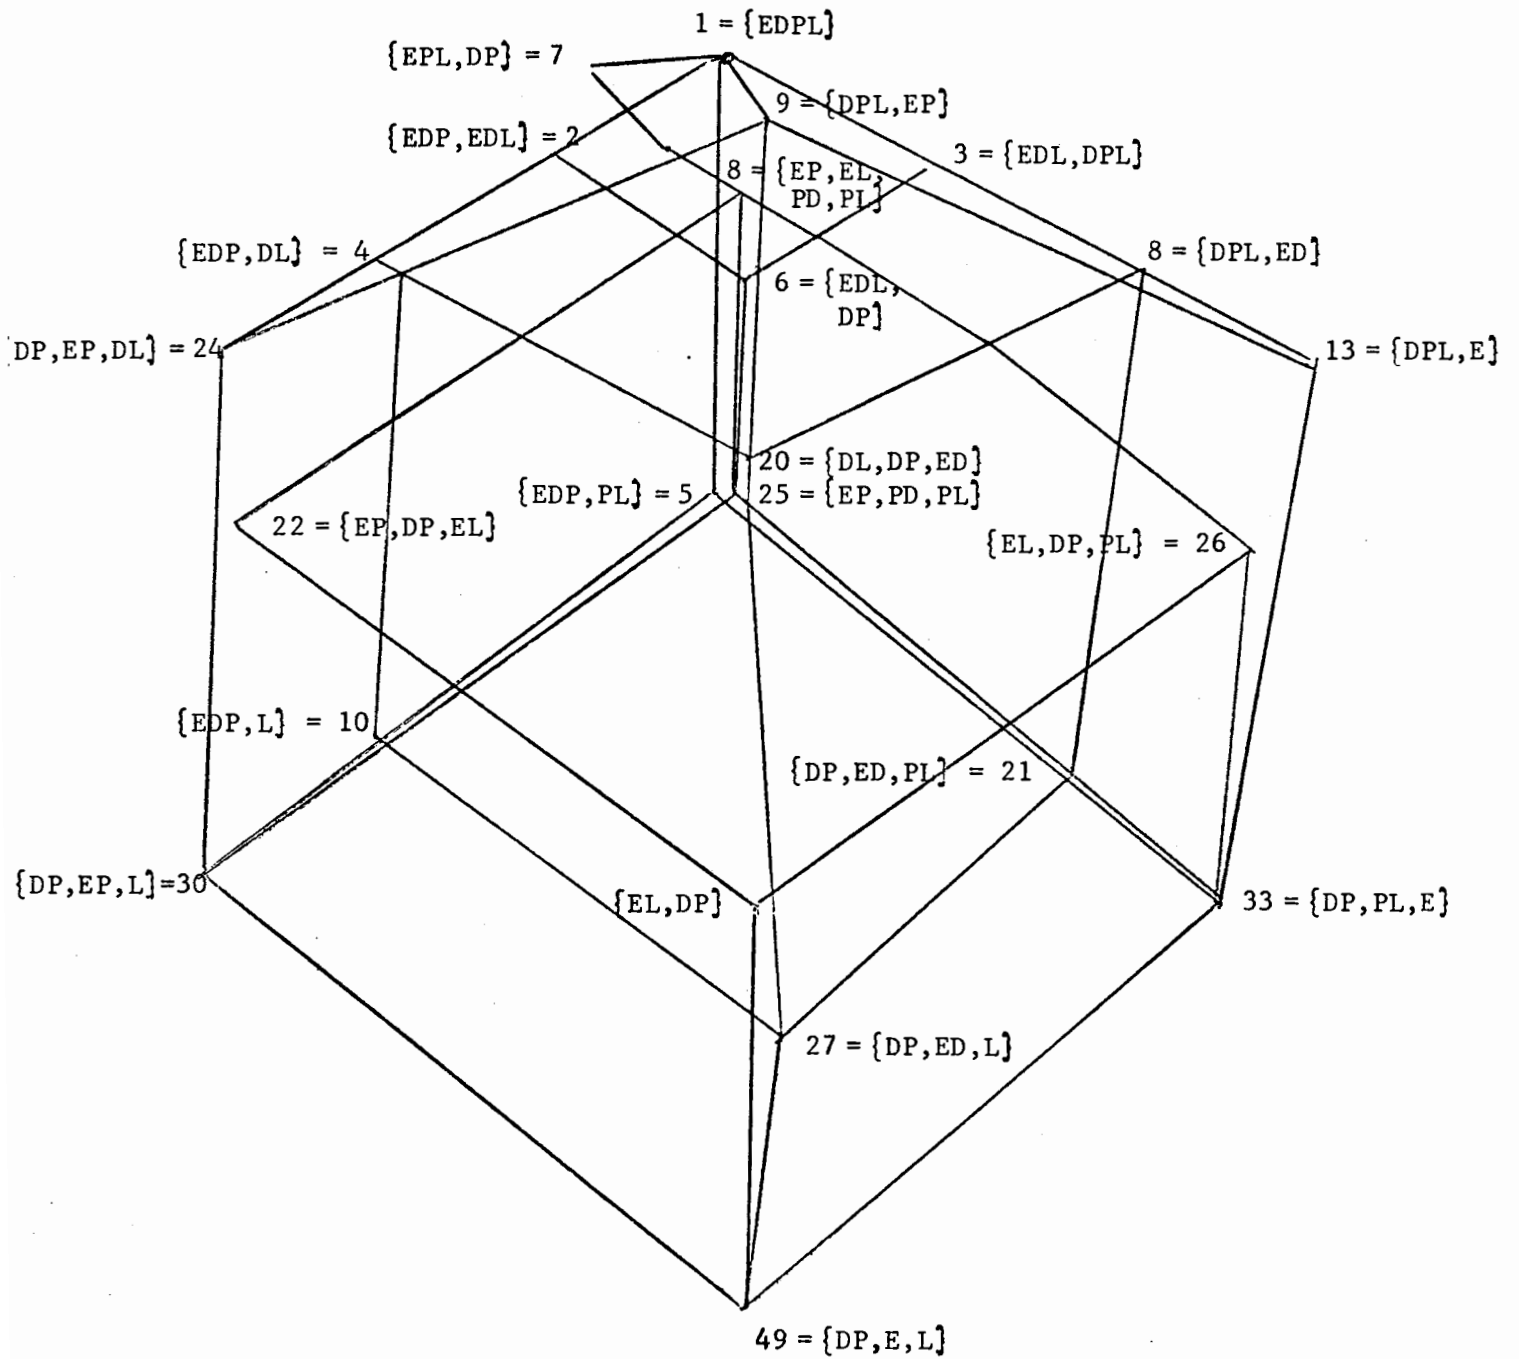 1 = {EDPL}
{EPL,DP} = 7
9 = {DPL,EP}
{EDP,EDL} = 2
3 = {EDL,DPL}
8 = {EP,EL,
PD,PL}
{EDP,DL} = 4
8 = {DPL,ED}
6 = {EDL,
DP}
DP,EP,DL} = 24
13 = {DPL,E}
20 = {DL,DP,ED}
{EDP,PL} = 5
25 = {EP,PD,PL}
22 = {EP,DP,EL}
{EL,DP,PL} = 26
{EDP,L} = 10
{DP,ED,PL} = 21
{DP,EP,L}=30
{EL,DP}
33 = {DP,PL,E}
27 = {DP,ED,L}
49 = {DP,E,L}